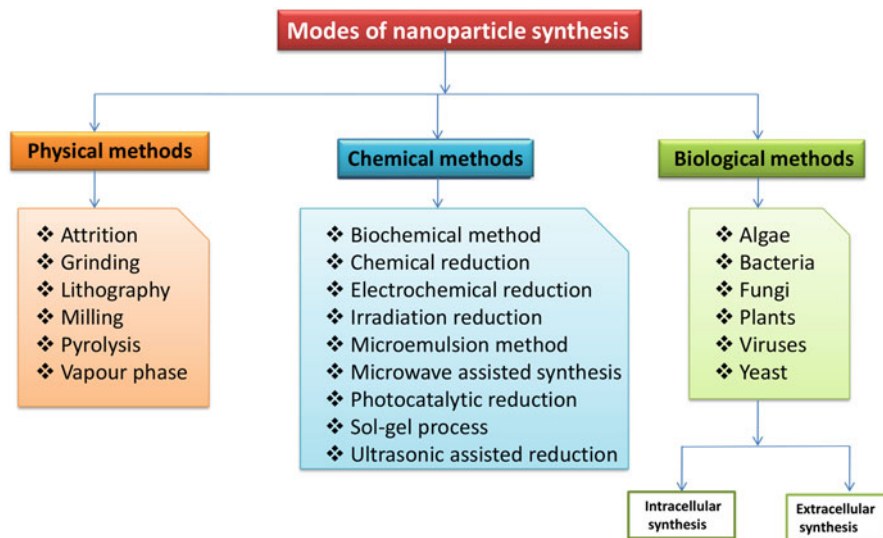 Modes of nanoparticle synthesis
Physical methods
❖ Attrition
❖ Grinding
❖ Lithography
❖ Milling
❖ Pyrolysis
❖ Vapour phase
Chemical methods
❖ Biochemical method
❖ Chemical reduction
❖ Electrochemical reduction
❖ Irradiation reduction
❖ Microemulsion method
❖ Microwave assisted synthesis
❖ Photocatalytic reduction
❖ Sol-gel process
❖ Ultrasonic assisted reduction
Biological methods
❖ Algae
❖ Bacteria
❖ Fungi
❖ Plants
❖ Viruses
❖ Yeast
Intracellular
synthesis
Extracellular
synthesis